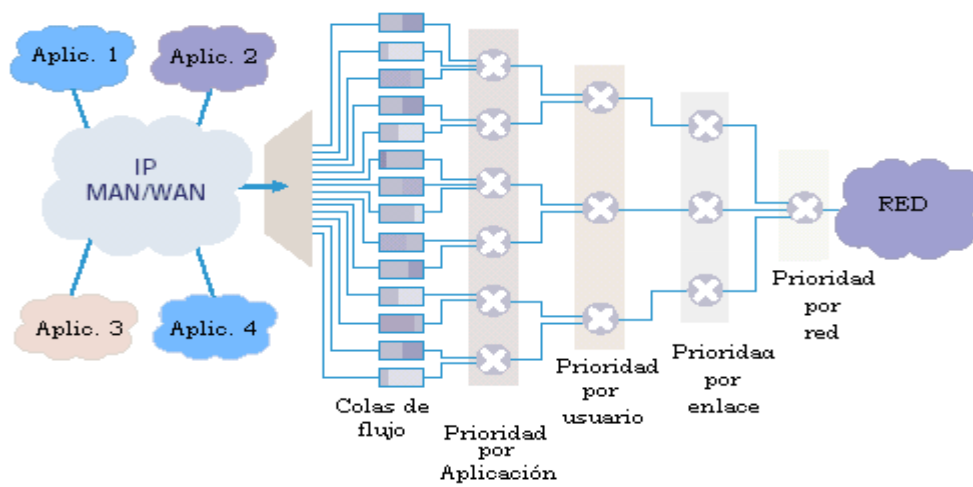 Aplic. 1
Aplic. 2
IP
MAN/WAN
Aplic. 3
Aplic. 4
Colas de
flujo
Prioridad
por
Aplicación
Prioridad
por
usuario
Prioridad
por
enlace
Prioridad
por
red
RED